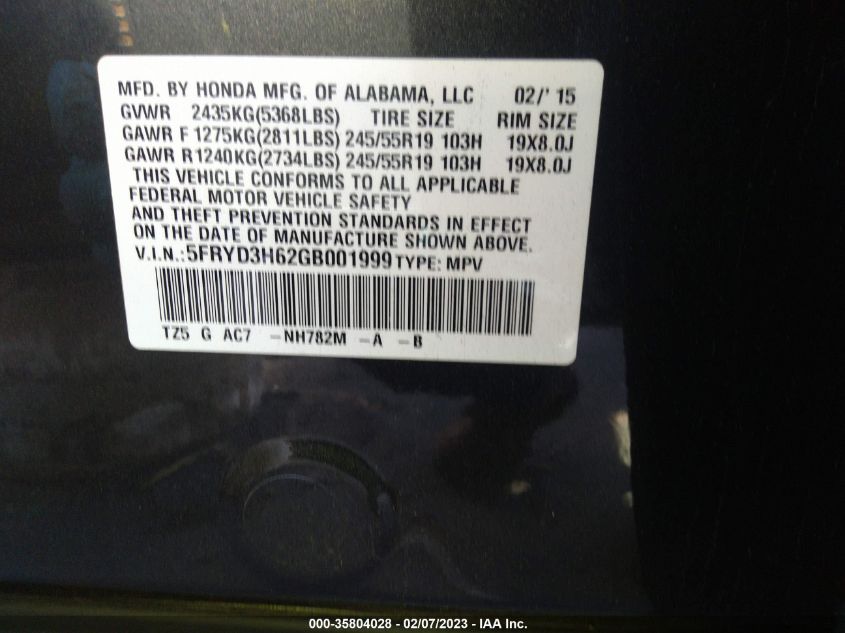 MFD. BY HONDA MFG. OF ALABAMA, LLC 02/' 15
GVWR 2435KG(5368LBS) TIRE SIZE RIM SIZE
GAWR F 1275KG(2811LBS) 245/55R19 103H 19X8.0J
GAWR R1240KG(2734LBS) 245/55R19 103H 19X8.0J
THIS VEHICLE CONFORMS TO ALL APPLICABLE
FEDERAL MOTOR VEHICLE SAFETY
AND THEFT PREVENTION STANDARDS IN EFFECT
ON THE DATE OF MANUFACTURE SHOWN ABOVE.
V.I.N.:5FRYD3H62GB001999 TYPE: MPV
TZ5 G AC7 -NH782M -A -B
000-35804028 - 02/07/2023 - IAA Inc.